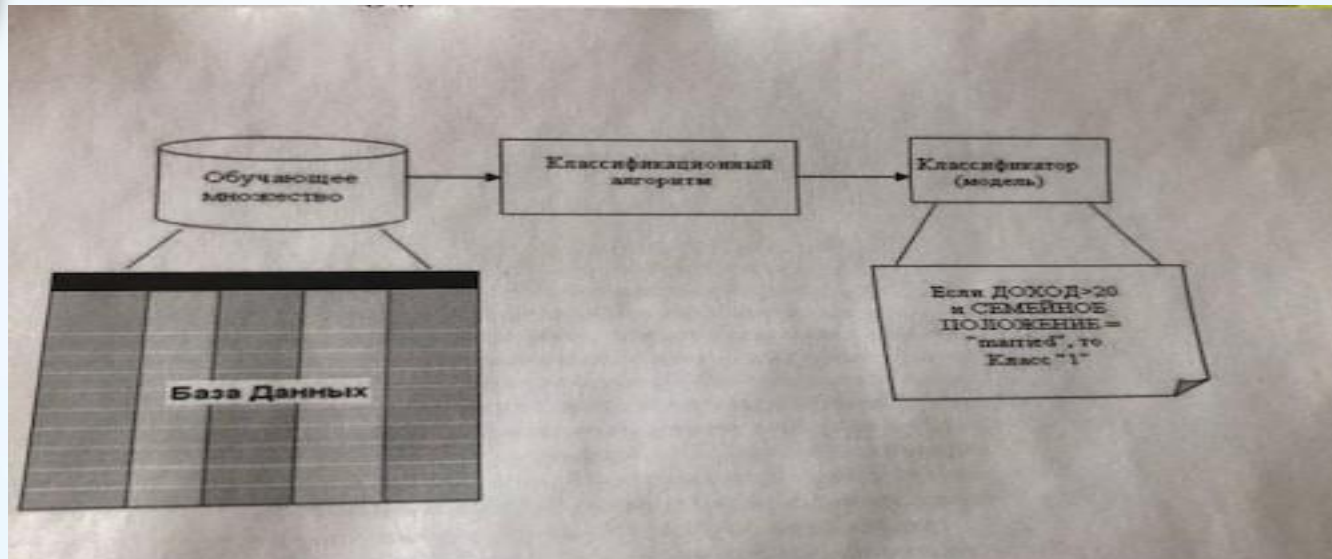 Обучающее
множество
Классификационный
алгоритм
Классификатор
(модель)
База Данных
Если ДОХОД>20
и СЕМЕЙНОЕ
ПОЛОЖЕНИЕ =
"married", то
Класс "1"